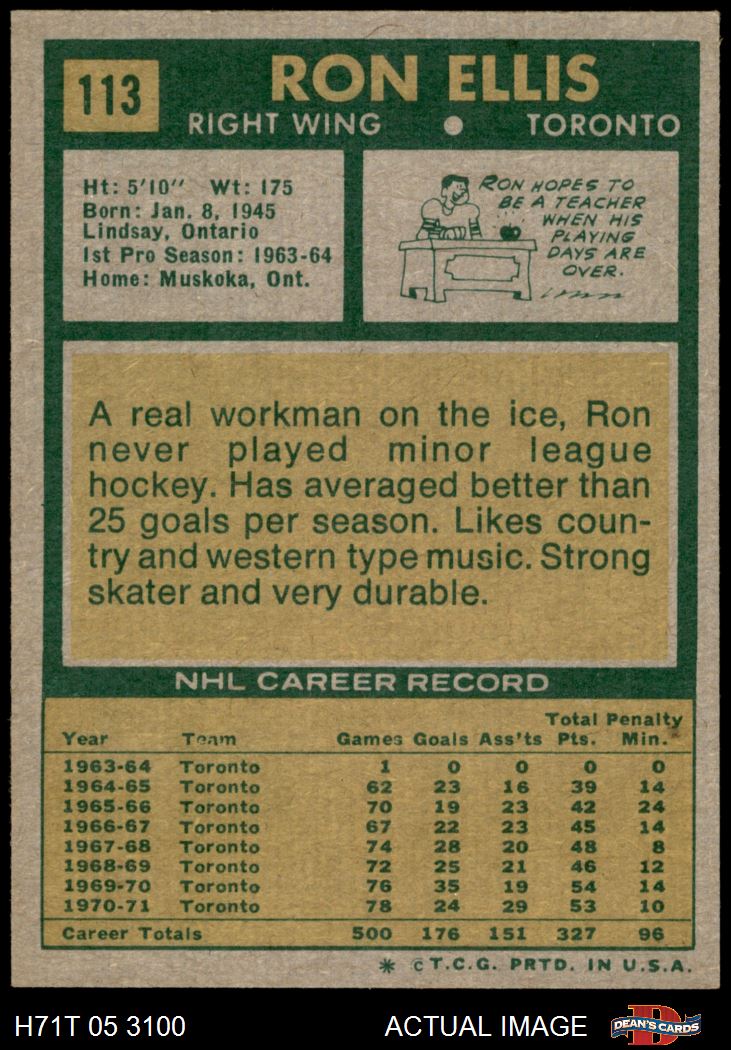 113
RON ELLIS
RIGHT WING • TORONTO
Ht: 5'10" Wt: 175
Born: Jan. 8, 1945
Lindsay, Ontario
1st Pro Season: 1963-64
Home: Muskoka, Ont.
RON HOPES TO
BE A TEACHER
WHEN HIS
PLAYING
DAYS ARE
OVER.
A real workman on the ice, Ron
never played minor league
hockey. Has averaged better than
25 goals per season. Likes coun-
try and western type music. Strong
skater and very durable.
NHL CAREER RECORD
Total Penalty
Year Team Games Goals Ass'ts Pts. Min.
1963-64 Toronto 1 0 0 0 0
1964-65 Toronto 62 23 16 39 14
1965-66 Toronto 70 19 23 42 24
1966-67 Toronto 67 22 23 45 14
1967-68 Toronto 74 28 20 48 8
1968-69 Toronto 72 25 21 46 12
1969-70 Toronto 76 35 19 54 14
1970-71 Toronto 78 24 29 53 10
Career Totals 500 176 151 327 96
* © T.C.G. PRTD. IN U.S.A.
H71T 05 3100 ACTUAL IMAGE DEAN'S CARDS